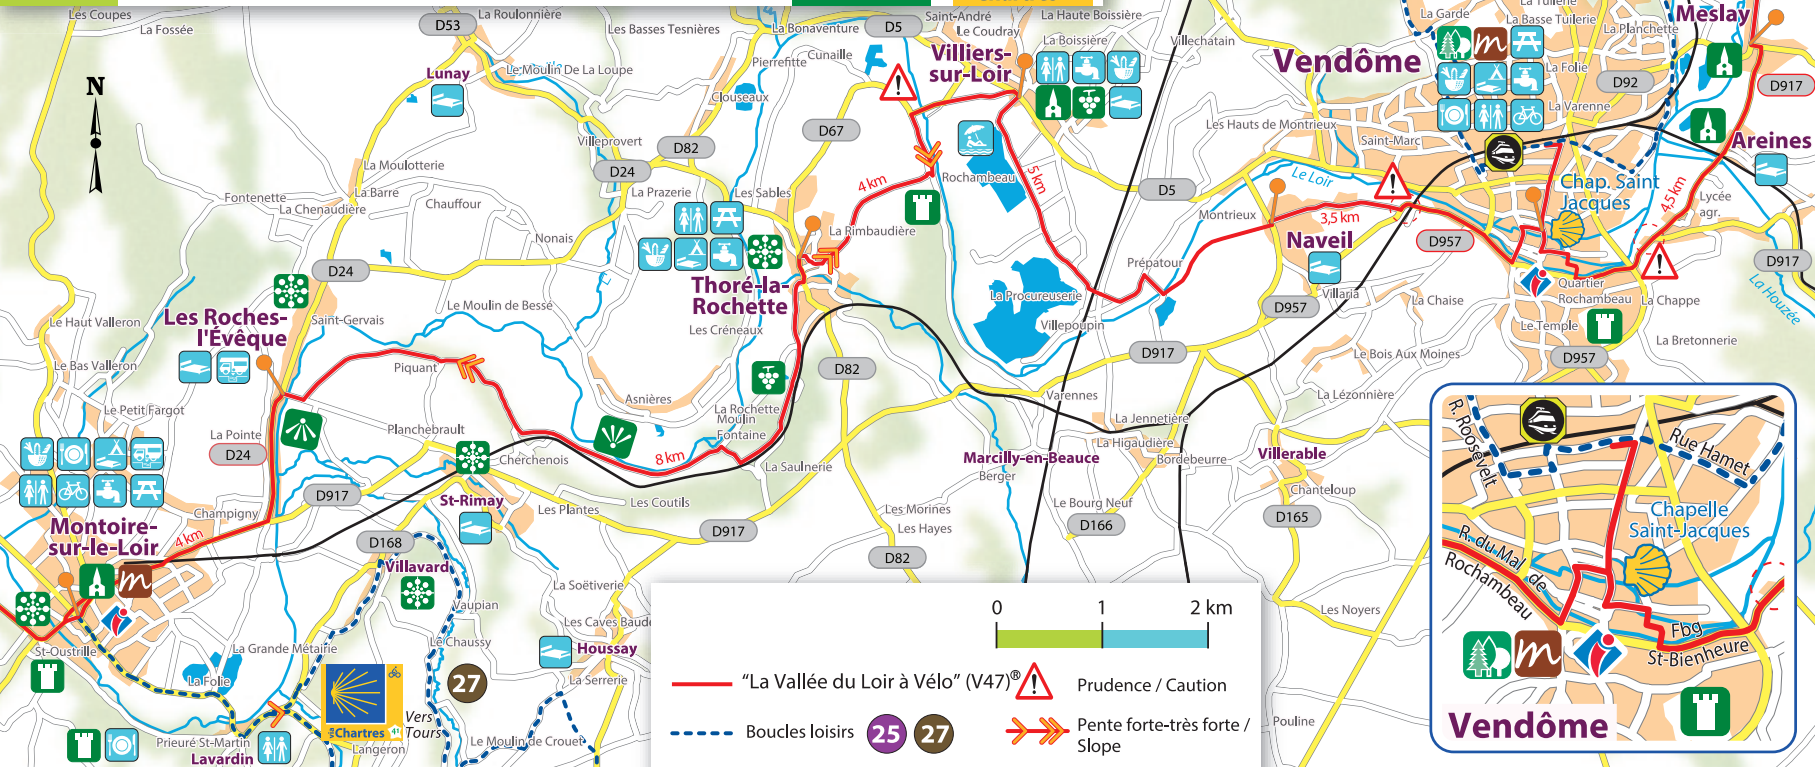 Les Coupes
La Fossée
D53
La Roulonnière
Les Basses Tesnières
La Bonaventure
D5
Saint-André
Le Coudray
La Haute Boissière
La Boissière
Villechatain
La Garde
La Tuilerie
La Basse Tuilerie
La Planchette
Meslay
N
Lunay
Le Moulin De La Loupe
Pierrefitte
Cunaille
Villiers-
sur-Loir
Vendôme
La Folie
D92
D917
Clouseaux
D67
Les Hauts de Montrieux
La Varenne
Saint-Marc
Areines
Villeprovert
D82
La Moulotterie
D24
La Barre
La Prazerie
Les Sables
4 km
Rochambeau
5 km
D5
Le Loir
Chap. Saint
Jacques
4,5 km
Lycée
agr.
Fontenette
La Chenaudière
Chauffour
Nonais
La Rimbaudière
Montrieux
3,5 km
Naveil
D957
D917
D24
Thoré-la-
Rochette
Prépatour
La Procureuserie
Villepoupin
Villaria
D957
La Chaise
Quartier
Rochambeau
La Chappe
La Houzée
Le Haut Valleron
Les Roches-
l'Évêque
Saint-Gervais
Le Moulin de Bessé
Les Créneaux
Le Temple
La Bretonnerie
Le Bas Valleron
Piquant
D82
D917
Le Bois Aux Moines
D957
Le Petit Fargot
Asnières
La Rochette
Moulin
Fontaine
Varennes
La Lézonnière
La Pointe
D24
Planchebrault
Cherchenois
8 km
La Saulnerie
La Jennetière
La Higaudière
Bordebeurre
Marcilly-en-Beauce
Berger
Villerable
Chanteloup
Champigny
D917
St-Rimay
Les Plantes
Les Coutils
D917
Les Morines
Les Hayes
Le Bourg Neuf
D166
D165
Montoire-
sur-le-Loir
4 km
D168
Villavard
D82
La Soëtiverie
Vaupian
Les Caves
Le Chaussy
Houssay
La Serrerie
Les Noyers
Pouline
St-Oustrille
La Grande Métairie
La Folie
27
Vers
Tours
Chartres
Langeron
Prieuré St-Martin
Lavardin
Le Moulin de Crouet
0 1 2 km
"La Vallée du Loir à Vélo" (V47)®
Prudence / Caution
Boucles loisirs 25 27
Pente forte-très forte /
Slope
R. Roosevelt
Rue Hamet
Chapelle
Saint-Jacques
R. du Mal de
Rochambeau
Fbg
St-Bienheure
Vendôme